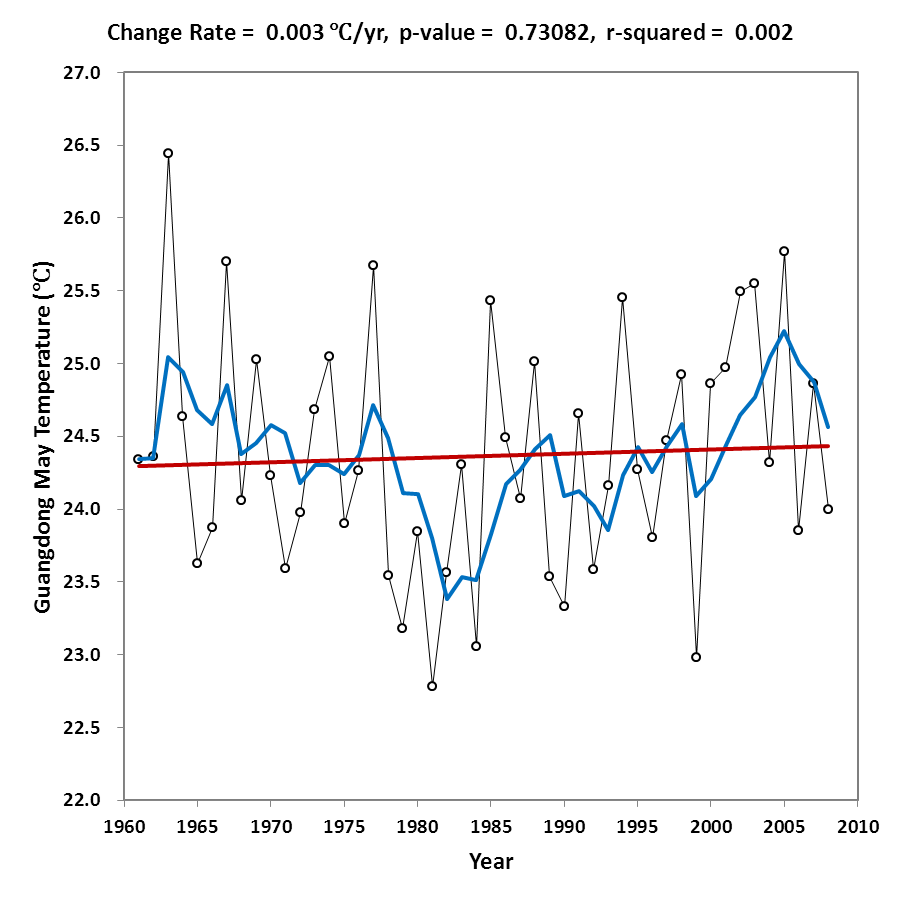 Change Rate = 0.003 ℃/yr, p-value = 0.73082, r-squared = 0.002
27.0
26.5
26.0
25.5
25.0
24.5
24.0
23.5
23.0
22.5
22.0
Guangdong May Temperature (℃)
1960 1965 1970 1975 1980 1985 1990 1995 2000 2005 2010
Year